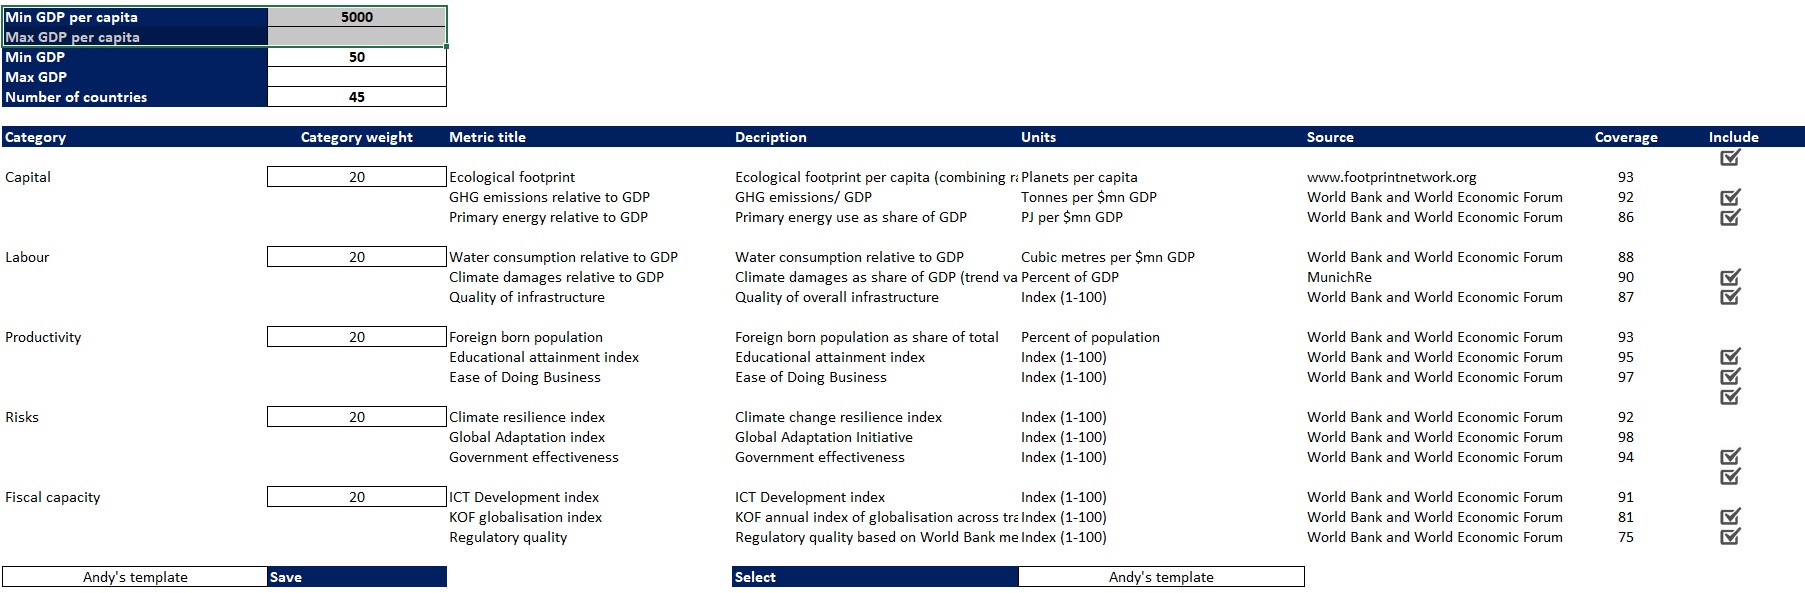 Min GDP per capita 5000
Max GDP per capita
Min GDP 50
Max GDP
Number of countries 45
Category Category weight Metric title Decription Units Source Coverage Include
Capital 20 Ecological footprint Ecological footprint per capita (combining ra Planets per capita www.footprintnetwork.org 93
GHG emissions relative to GDP GHG emissions/ GDP Tonnes per $mn GDP World Bank and World Economic Forum 92
Primary energy relative to GDP Primary energy use as share of GDP PJ per $mn GDP World Bank and World Economic Forum 86
Labour 20 Water consumption relative to GDP Water consumption relative to GDP Cubic metres per $mn GDP World Bank and World Economic Forum 88
Climate damages relative to GDP Climate damages as share of GDP (trend va Percent of GDP MunichRe 90
Quality of infrastructure Quality of overall infrastructure Index (1-100) World Bank and World Economic Forum 87
Productivity 20 Foreign born population Foreign born population as share of total Percent of population World Bank and World Economic Forum 93
Educational attainment index Educational attainment index Index (1-100) World Bank and World Economic Forum 95
Ease of Doing Business Ease of Doing Business Index (1-100) World Bank and World Economic Forum 97
Risks 20 Climate resilience index Climate change resilience index Index (1-100) World Bank and World Economic Forum 92
Global Adaptation index Global Adaptation Initiative Index (1-100) World Bank and World Economic Forum 98
Government effectiveness Government effectiveness Index (1-100) World Bank and World Economic Forum 94
Fiscal capacity 20 ICT Development index ICT Development index Index (1-100) World Bank and World Economic Forum 91
KOF globalisation index KOF annual index of globalisation across tra Index (1-100) World Bank and World Economic Forum 81
Regulatory quality Regulatory quality based on World Bank me Index (1-100) World Bank and World Economic Forum 75
Andy's template Save Select Andy's template